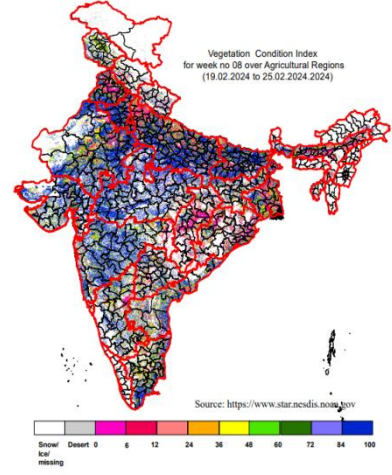 Vegetation Condition Index
for week no 08 over Agricultural Regions
(19.02.2024 to 25.02.2024.2024)
Source: https://www.star.nesdis.noaa.gov
Snow/ Desert 0 6 12 24 36 48 60 72 84 100
Ice/
missing